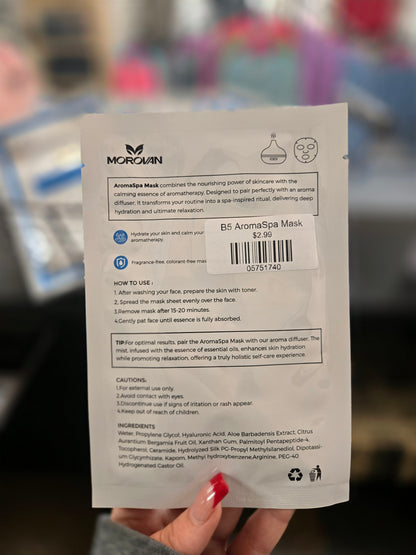 MOROVAN
AromaSpa Mask combines the nourishing power of skincare with the
calming essence of aromatherapy. Designed to pair perfectly with an aroma
diffuser, it transforms your routine into a spa-inspired ritual, delivering deep
hydration and ultimate relaxation.
Hydrate your skin and calm your
aromatherapy.
Fragrance-free, colorant-free mas
B5 AromaSpa Mask
$2.99
05751740
HOW TO USE :
1. After washing your face, prepare the skin with toner.
2. Spread the mask sheet evenly over the face.
3.Remove mask after 15-20 minutes.
4.Gently pat face until essence is fully absorbed.
TIP:For optimal results, pair the AromaSpa Mask with our aroma diffuser. The
mist, infused with the essence of essential oils, enhances skin hydration
while promoting relaxation, offering a truly holistic self-care experience.
CAUTIONS:
1.For external use only.
2.Avoid contact with eyes.
3.Discontinue if signs of irritation or rash appear.
4.Keep out of reach of children.
INGREDIENTS
Water, Propylene Glycol, Hyaluronic Acid, Aloe Barbadensis Extract, Citrus
Aurantium Bergamia Fruit Oil, Xanthan Gum, Palmitoyl Pentapeptide-4,
Tocopherol, Ceramide, Hydrolyzed Silk PG-Propyl Methylsilanediol, Dipotassi-
um Glycyrrhizate, Kaporn, Methyl hydroxybenzene,Arginine, PEG-40
Hydrogenated Castor Oil.